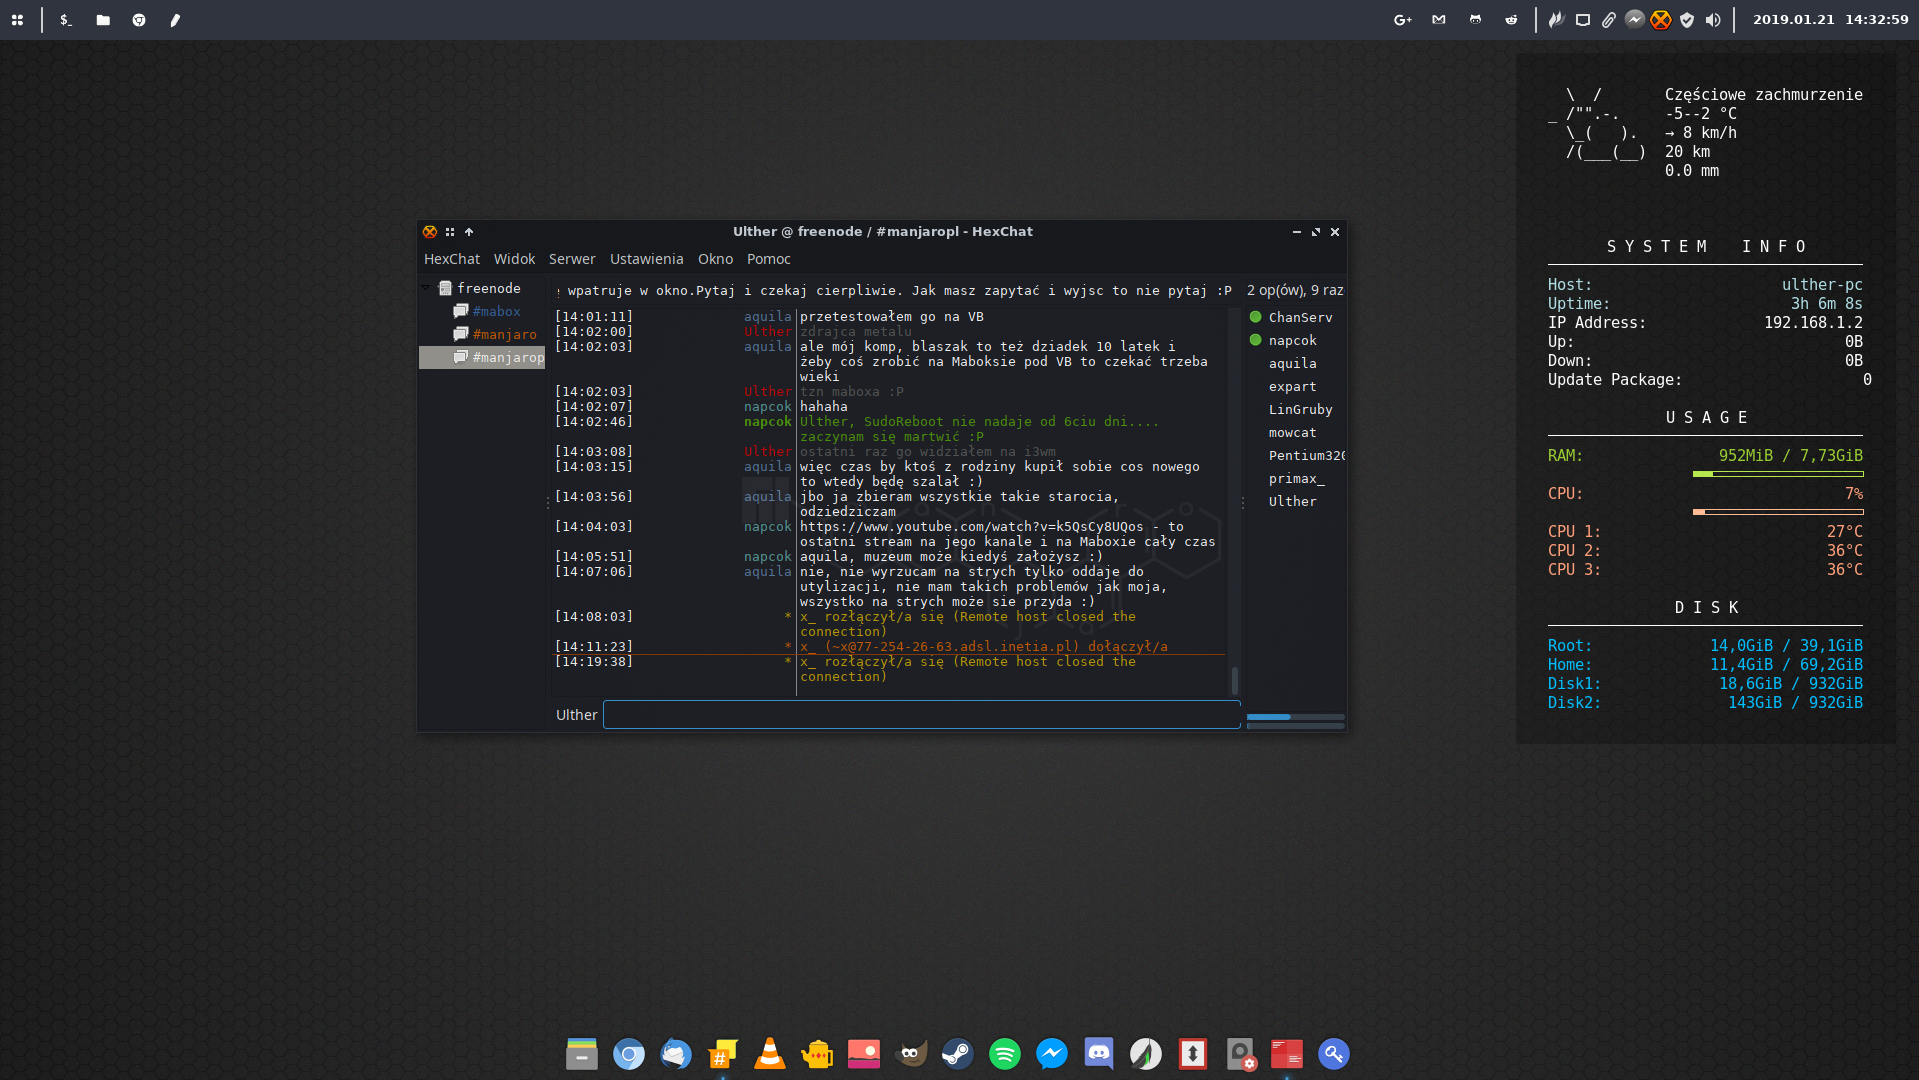 $_
G+
2019.01.21 14:32:59
\ / Częściowe zachmurzenie
_ /"".-. -5--2 °C
\_( ). → 8 km/h
/(___(__) 20 km
0.0 mm
SYSTEM INFO
Host: ulther-pc
Uptime: 3h 6m 8s
IP Address: 192.168.1.2
Up: 0B
Down: 0B
Update Package: 0
USAGE
RAM: 952MiB / 7,73GiB
CPU: 7%
CPU 1: 27°C
CPU 2: 36°C
CPU 3: 36°C
DISK
Root: 14,0GiB / 39,1GiB
Home: 11,4GiB / 69,2GiB
Disk1: 18,6GiB / 932GiB
Disk2: 143GiB / 932GiB
Ulther @ freenode / #manjaropl - HexChat
HexChat Widok Serwer Ustawienia Okno Pomoc
freenode
#mabox
#manjaro
#manjarop
wpatruje w okno.Pytaj i czekaj cierpliwie. Jak masz zapytać i wyjsc to nie pytaj :P
[14:01:11] aquila przetestowałem go na VB
[14:02:00] Ulther zdrajca metalu
[14:02:03] aquila ale mój komp, blaszak to też dziadek 10 latek i
żeby coś zrobić na Maboksie pod VB to czekać trzeba
wieki
[14:02:03] Ulther tzn maboxa :P
[14:02:07] napcok hahaha
[14:02:46] napcok Ulther, SudoReboot nie nadaje od 6ciu dni....
zaczynam się martwić :P
[14:03:08] Ulther ostatni raz go widziałem na i3wm
[14:03:15] aquila więc czas by ktoś z rodziny kupił sobie cos nowego
to wtedy będę szalał :)
[14:03:56] aquila jbo ja zbieram wszystkie takie starocia,
odziedziczam
[14:04:03] napcok https://www.youtube.com/watch?v=k5QsCy8UQos - to
ostatni stream na jego kanale i na Maboxie cały czas
[14:05:51] napcok aquila, muzeum może kiedyś założysz :)
[14:07:06] aquila nie, nie wyrzucam na strych tylko oddaje do
utylizacji, nie mam takich problemów jak moja,
wszystko na strych może sie przyda :)
[14:08:03] * x_ rozłączył/a się (Remote host closed the
connection)
[14:11:23] * x_ (~x@77-254-26-63.adsl.inetia.pl) dołączył/a
[14:19:38] * x_ rozłączył/a się (Remote host closed the
connection)
Ulther
2 op(ów), 9 raz
ChanServ
napcok
aquila
expart
LinGruby
mowcat
Pentium320
primax_
Ulther